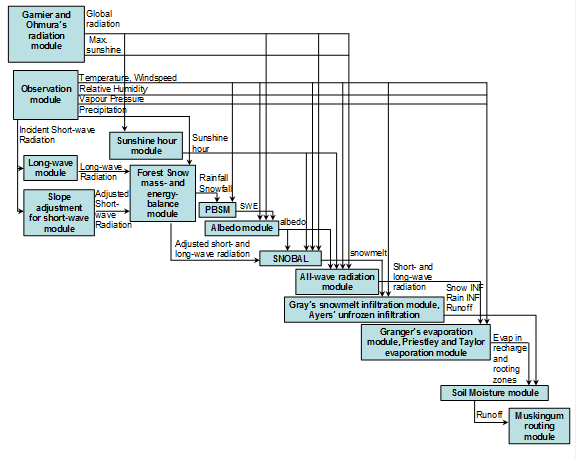 Garnier and
Ohmura's
radiation
module
Global
radiation
Max.
sunshine
Observation
module
Temperature, Windspeed
Relative Humidity
Vapour Pressure
Precipitation
Incident Short-wave
Radiation
Sunshine hour
module
Sunshine
hour
Long-wave
module
Long-wave
Radiation
Forest Snow
mass- and
energy-
balance
module
Rainfall
Snowfall
Slope
adjustment
for short-wave
module
Adjusted
Short-
wave
Radiation
PBSM
SWE
Albedo module
albedo
Adjusted short- and
long-wave radiation
SNOBAL
snowmelt
All-wave radiation
module
Short- and
long-wave
radiation
Gray's snowmelt infiltration module,
Ayers' unfrozen infiltration
Snow INF
Rain INF
Runoff
Granger's evaporation
module, Priestley and Taylor
evaporation module
Evap in
recharge
and
rooting
zones
Soil Moisture module
Runoff
Muskingum
routing
module